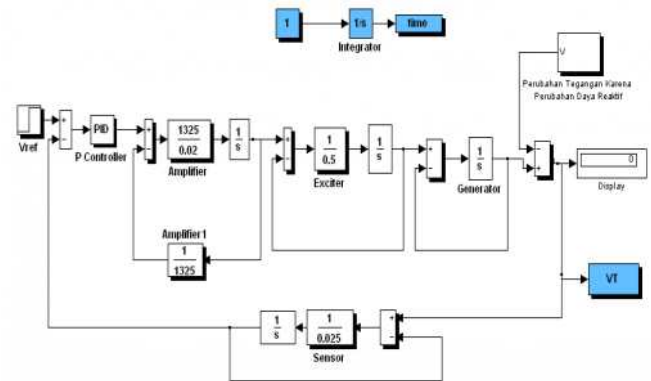 1
1/s
time
Integrator
V
Perubahan Tegangan Karena
Perubahan Daya Reaktif
Vref
PID
P Controller
1325
0.02
Amplifier
1
s
1
0.5
Exciter
1
s
1
s
Generator
0
Display
Amplifier1
1
1325
VT
1
s
1
0.025
Sensor